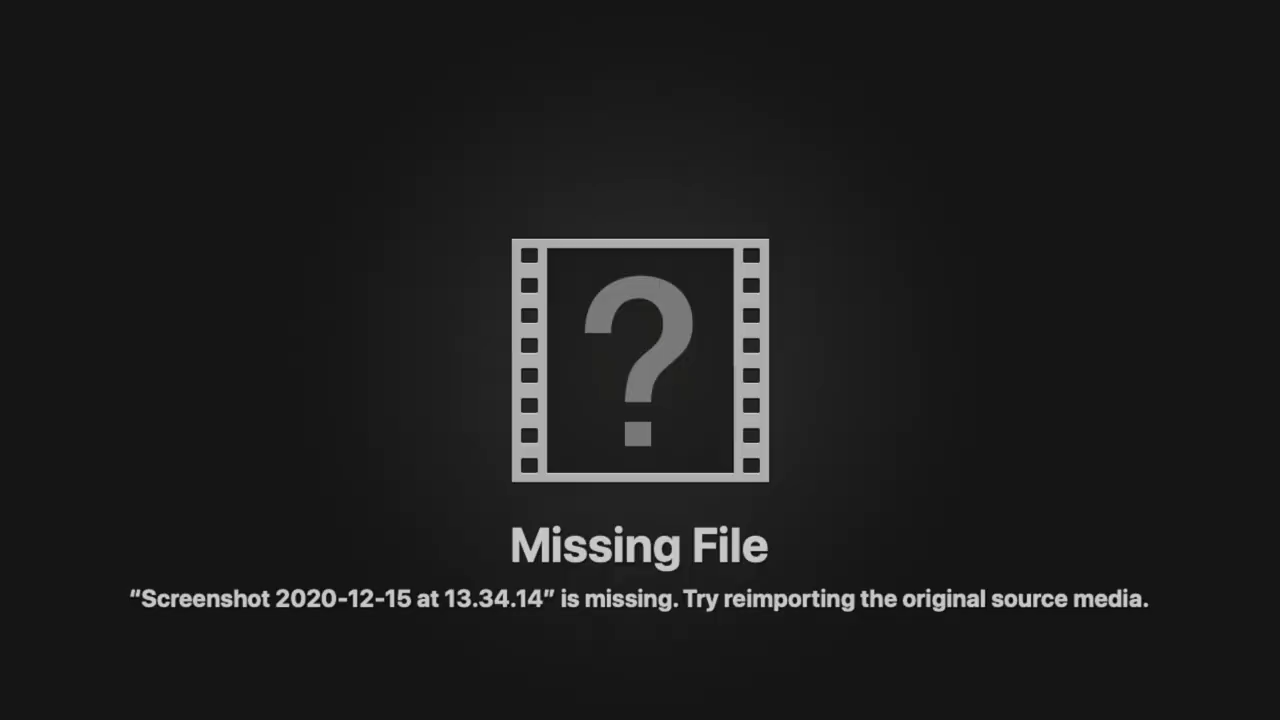 ?
Missing File
“Screenshot 2020-12-15 at 13.34.14” is missing. Try reimporting the original source media.